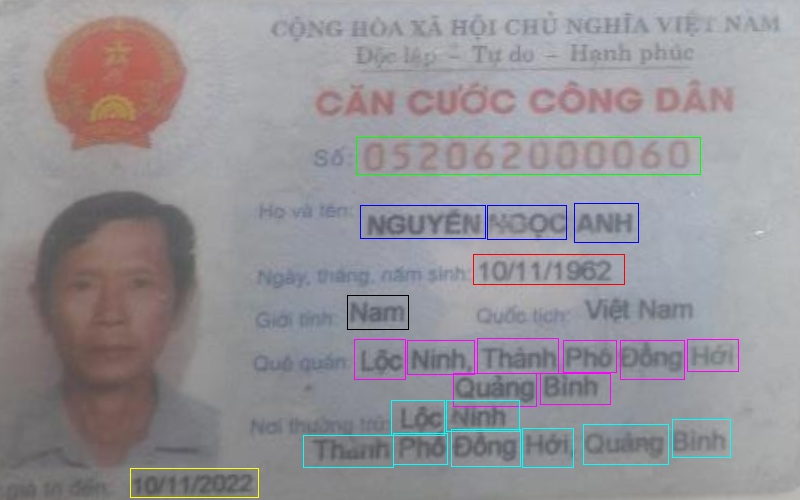 CỘNG HÒA XÃ HỘI CHỦ NGHĨA VIỆT NAM
Độc lập – Tự do – Hạnh phúc
CĂN CƯỚC CÔNG DÂN
Số: 052062000060
Họ và tên: NGUYÊN NGỌC ANH
Ngày, tháng, năm sinh: 10/11/1962
Giới tính: Nam Quốc tịch: Việt Nam
Quê quán: Lộc Ninh, Thành Phố Đồng Hới
Quảng Bình
Nơi thường trú: Lộc Ninh
Thành Phố Đồng Hới, Quảng Bình
giá trị đến: 10/11/2022